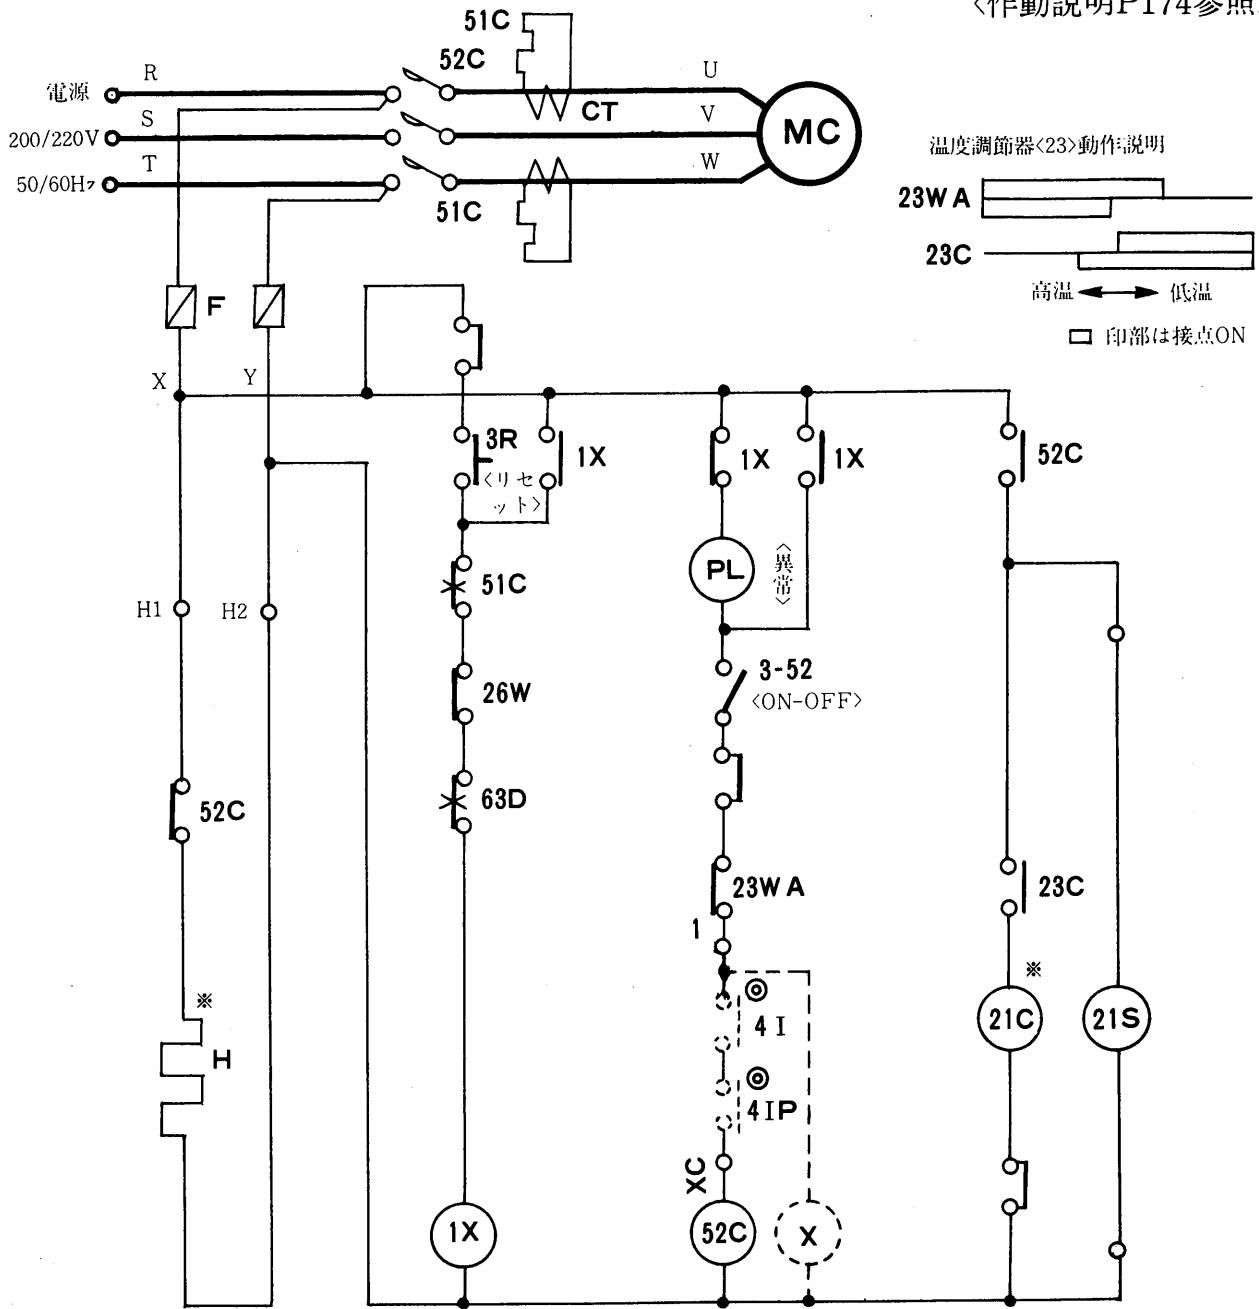 〈作動説明P174参照
51C
52C
電源
R
U
S
CT
V
MC
200/220V
T
W
50/60Hz
51C
温度調節器〈23〉動作説明
23WA
23C
高温
低温
印部は接点ON
F
X
Y
3R
〈リセ
ット〉
1X
1X
1X
52C
51C
PL
〈異常〉
H1
H2
3-52
〈ON-OFF〉
26W
52C
63D
23WA
23C
1
※
※
4I
21C
21S
H
4IP
XC
1X
52C
X